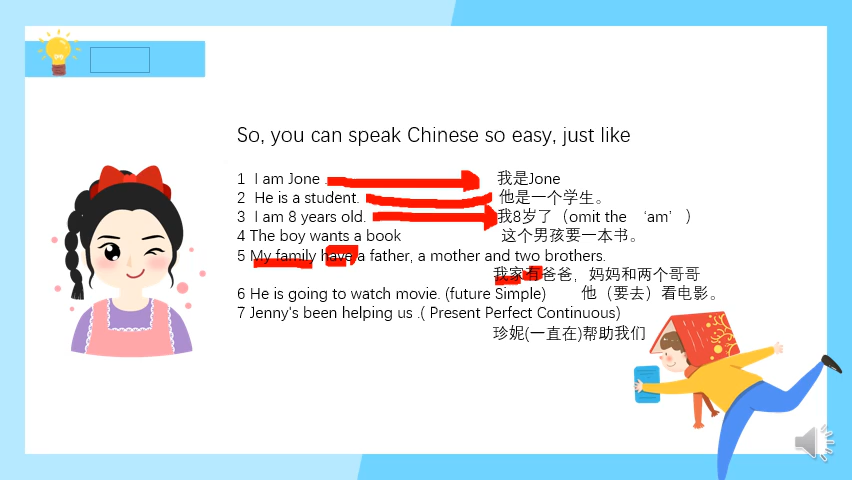 So, you can speak Chinese so easy, just like
1 I am Jone . 我是Jone
2 He is a student. 他是一个学生。
3 I am 8 years old. 我8岁了（omit the ‘am’）
4 The boy wants a book 这个男孩要一本书。
5 My family have a father, a mother and two brothers.
我家有爸爸，妈妈和两个哥哥
6 He is going to watch movie. (future Simple) 他（要去）看电影。
7 Jenny's been helping us .( Present Perfect Continuous)
珍妮(一直在)帮助我们